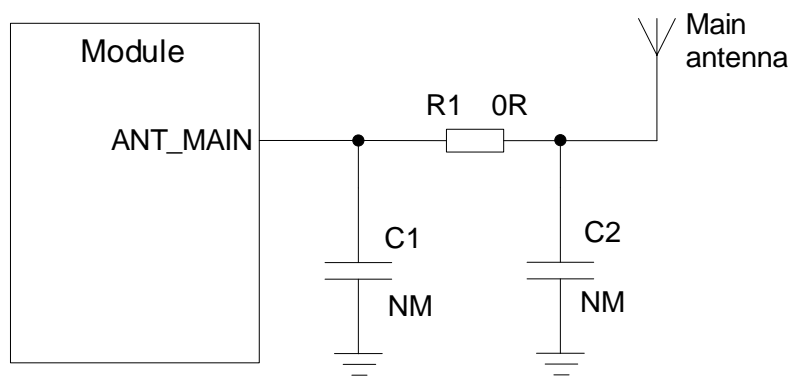 Module
Main
antenna
R1 0R
ANT_MAIN
C1
C2
NM
NM